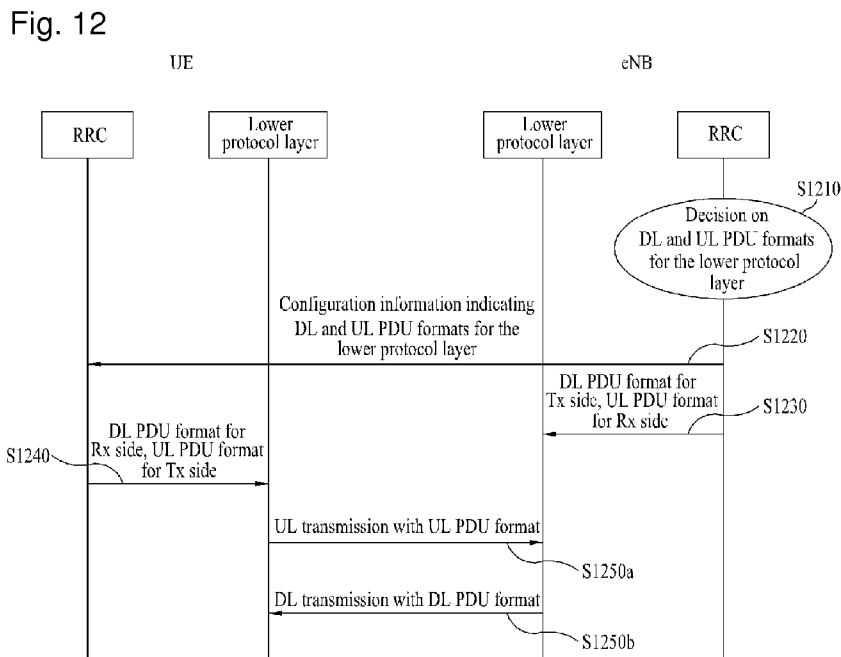 Fig. 12
UE
eNB
RRC
Lower
protocol layer
Lower
protocol layer
RRC
S1210
Decision on
DL and UL PDU formats
for the lower protocol
layer
Configuration information indicating
DL and UL PDU formats for the
lower protocol layer
S1220
DL PDU format for
Tx side, UL PDU format
for Rx side
S1230
DL PDU format for
Rx side, UL PDU format
for Tx side
S1240
UL transmission with UL PDU format
S1250a
DL transmission with DL PDU format
S1250b